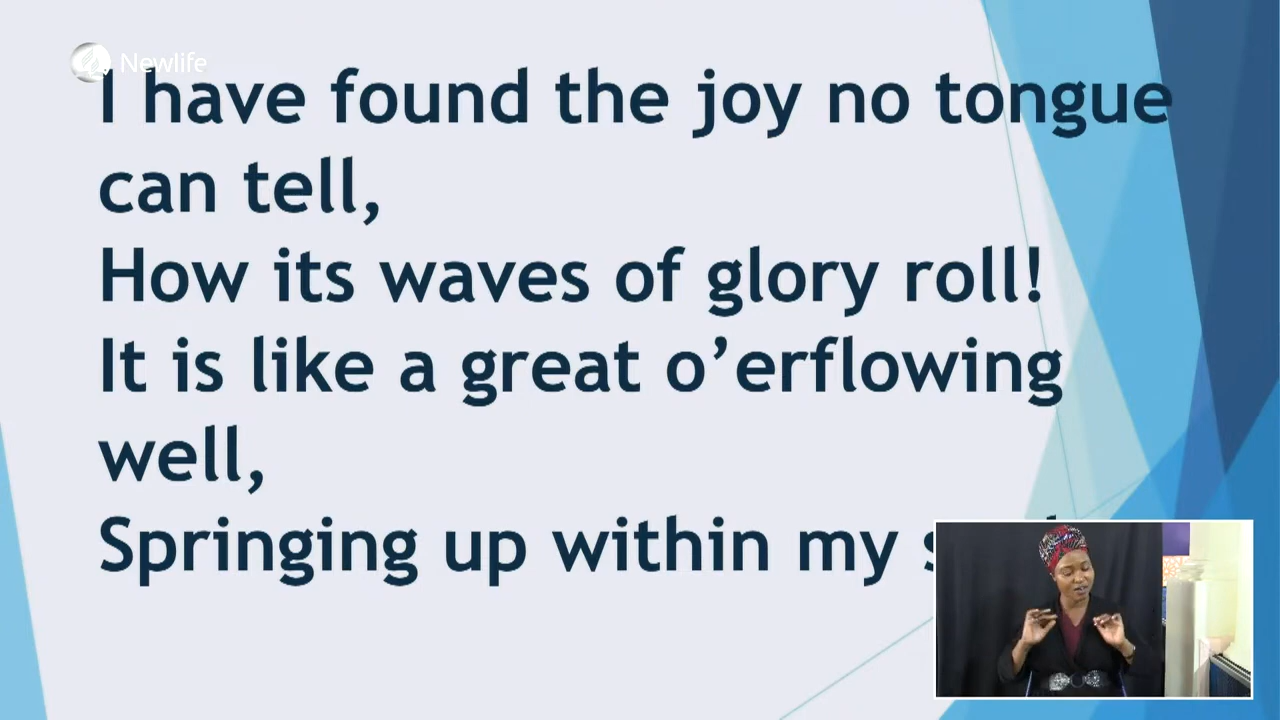 Newlife
I have found the joy no tongue
can tell,
How its waves of glory roll!
It is like a great o’erflowing
well,
Springing up within my